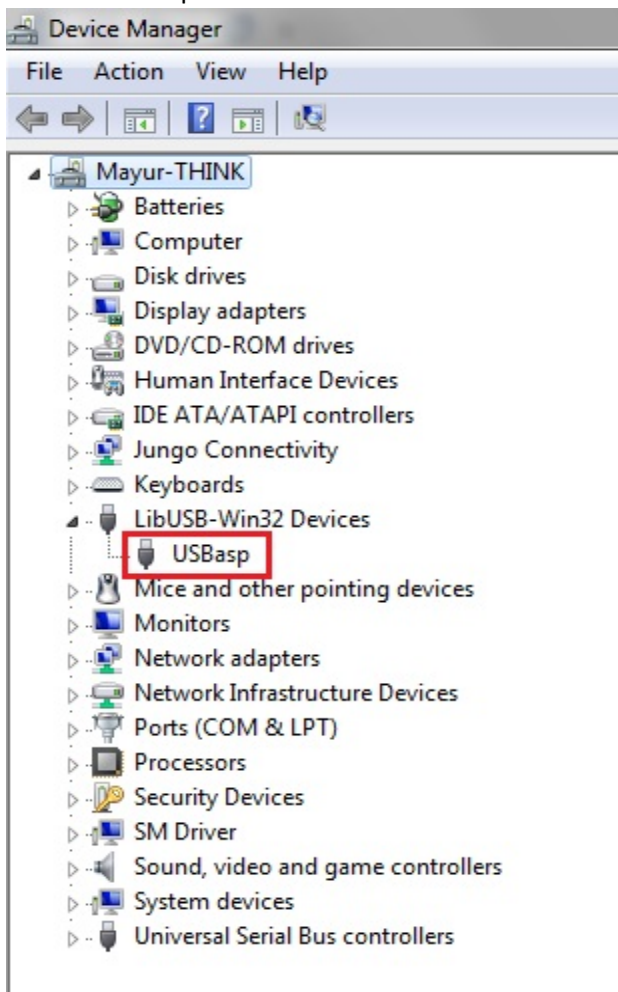 Device Manager
File Action View Help
Mayur-THINK
Batteries
Computer
Disk drives
Display adapters
DVD/CD-ROM drives
Human Interface Devices
IDE ATA/ATAPI controllers
Jungo Connectivity
Keyboards
LibUSB-Win32 Devices
USBasp
Mice and other pointing devices
Monitors
Network adapters
Network Infrastructure Devices
Ports (COM & LPT)
Processors
Security Devices
SM Driver
Sound, video and game controllers
System devices
Universal Serial Bus controllers